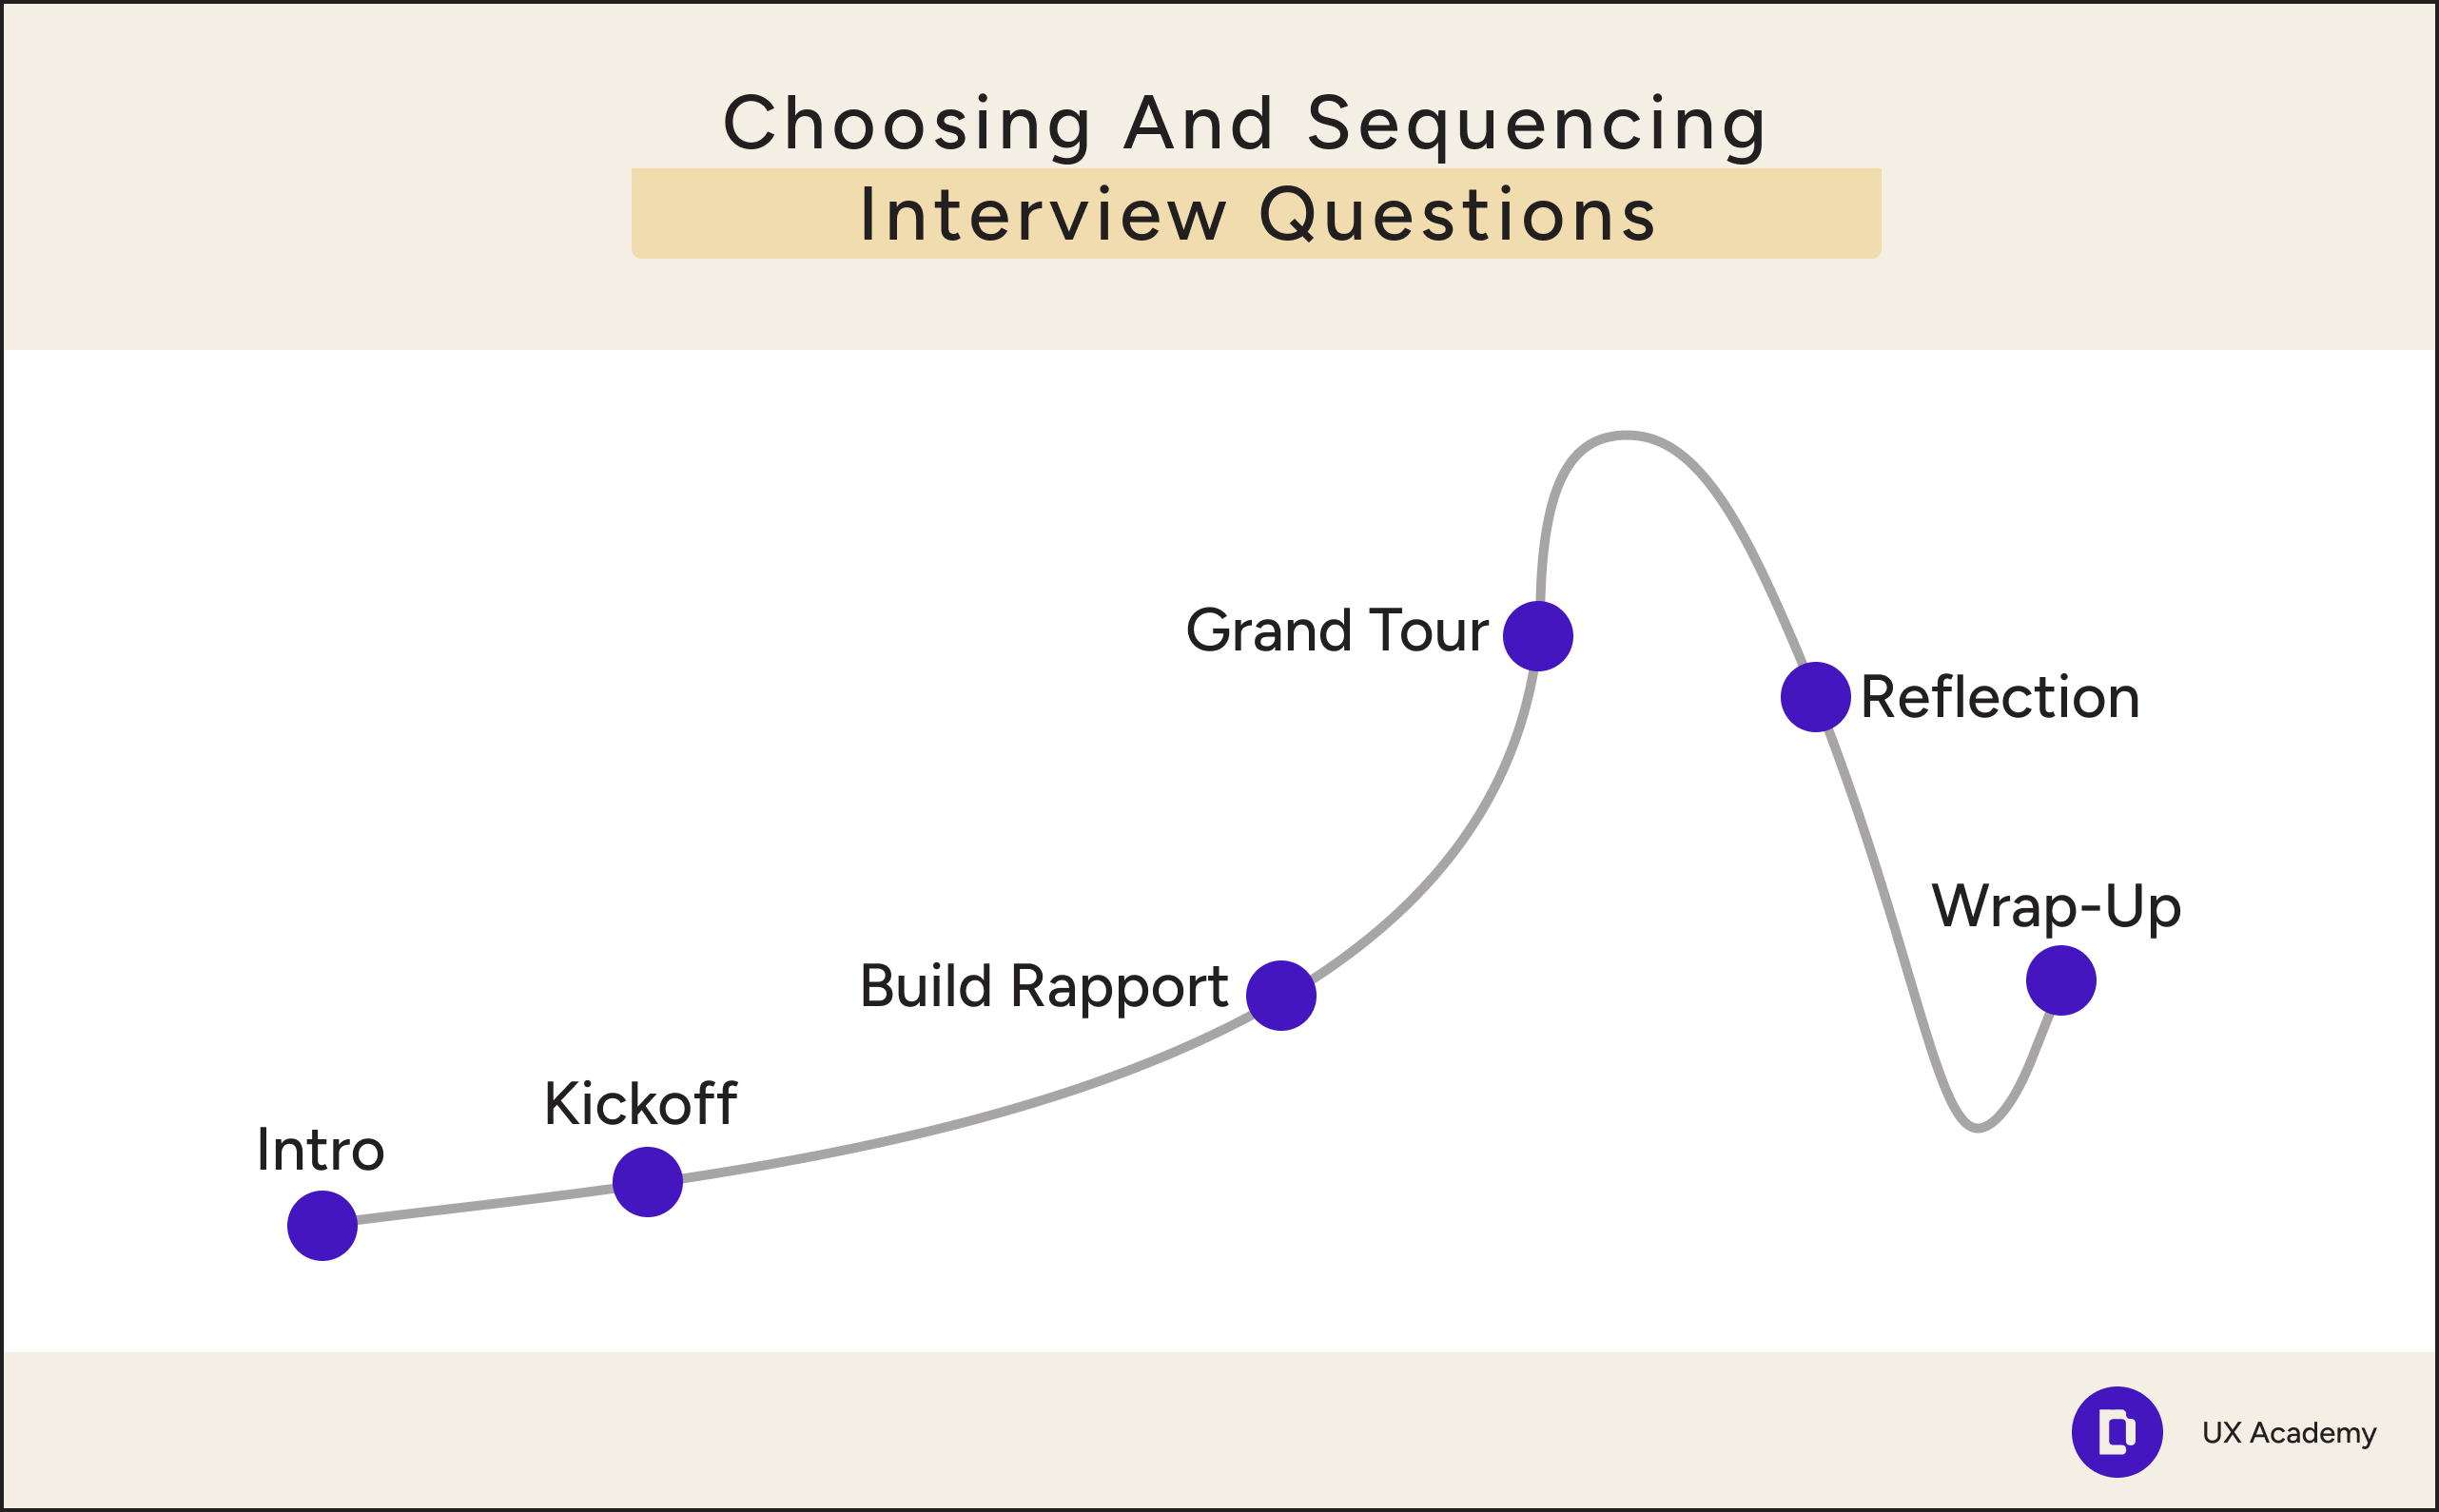 Choosing And Sequencing
Interview Questions
Grand Tour
Reflection
Wrap-Up
Build Rapport
Kickoff
Intro
UX Academy